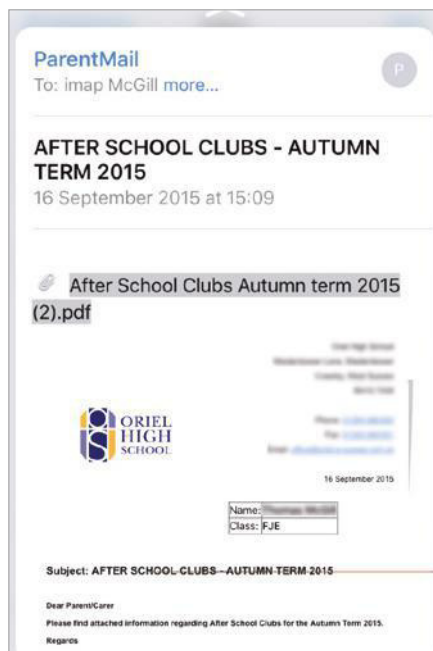 ParentMail
P
To: imap McGill more...
AFTER SCHOOL CLUBS - AUTUMN
TERM 2015
16 September 2015 at 15:09
After School Clubs Autumn term 2015
(2).pdf
ORIEL
HIGH
SCHOOL
16 September 2015
Name:
Class: FJE
Subject: AFTER SCHOOL CLUBS - AUTUMN TERM 2015
Dear Parent/Carer
Please find attached information regarding After School Clubs for the Autumn Term 2015.
Regards